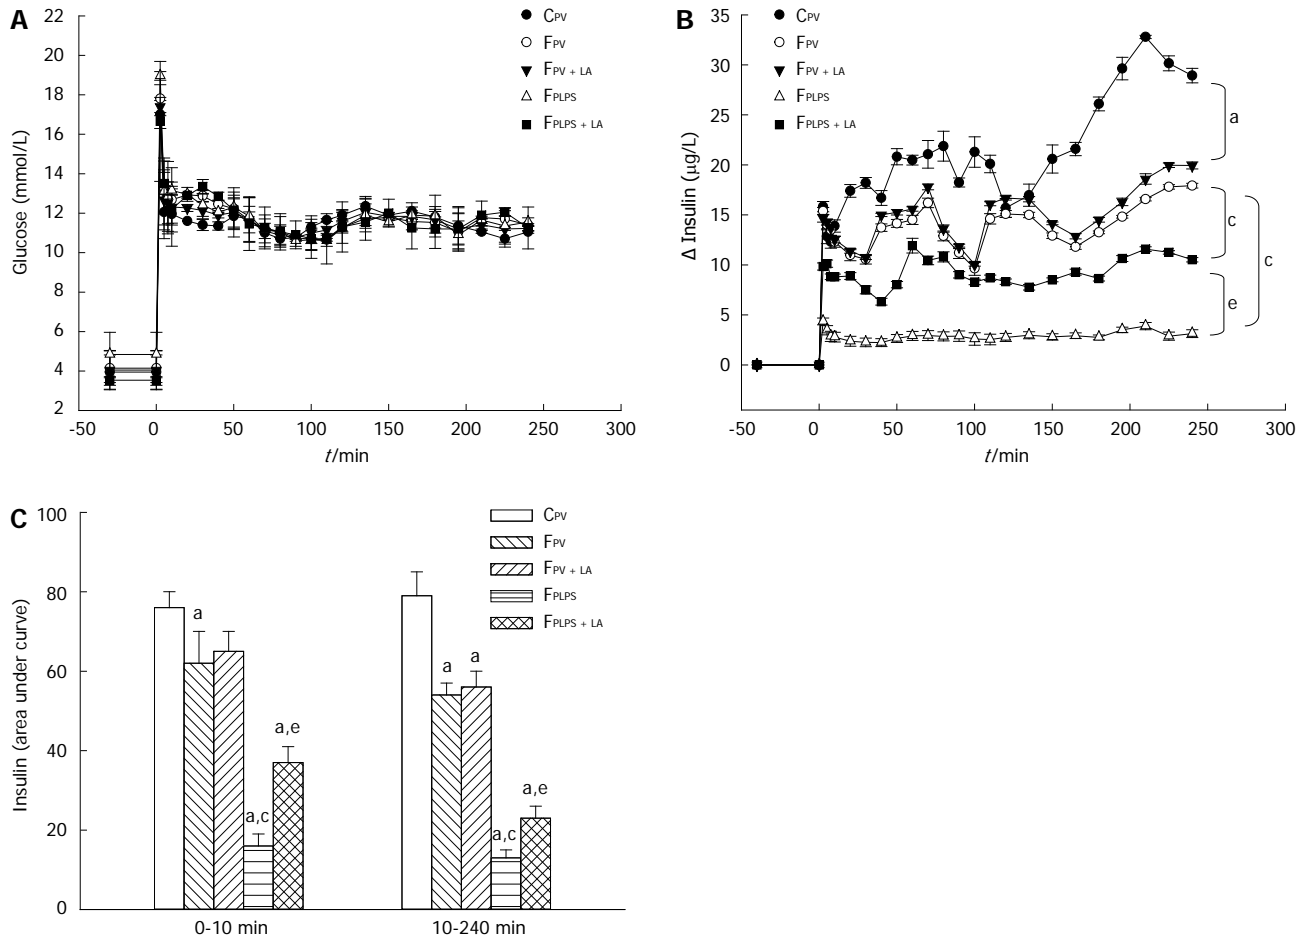 A
22
20
18
16
14
12
10
8
6
4
2
Glucose (mmol/L)
-50 0 50 100 150 200 250 300
t/min
CPV
FPV
FPV + LA
FPLPS
FPLPS + LA
B
35
30
25
20
15
10
5
0
Δ Insulin (μg/L)
-50 0 50 100 150 200 250 300
t/min
CPV
FPV
FPV + LA
FPLPS
FPLPS + LA
a
c
c
e
C
100
80
60
40
20
0
Insulin (area under curve)
CPV
FPV
FPV + LA
FPLPS
FPLPS + LA
a
a,c
a,e
a
a
a,c
a,e
0-10 min 10-240 min